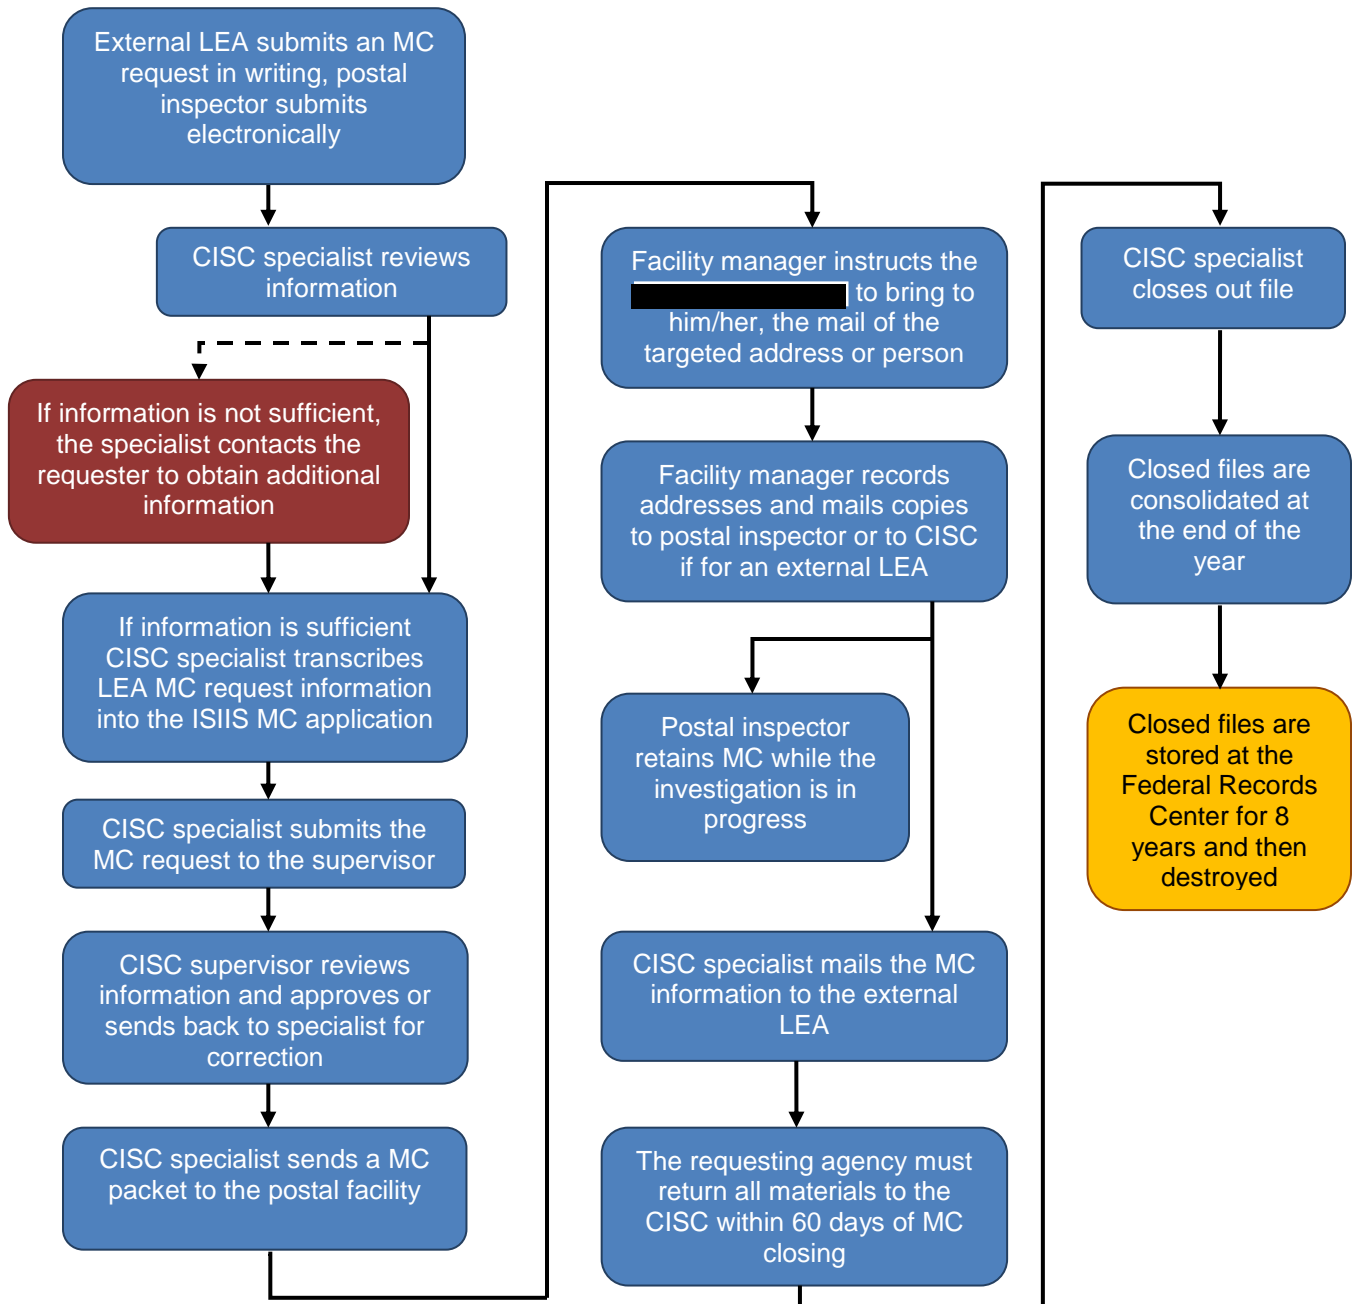 External LEA submits an MC
request in writing, postal
inspector submits
electronically
CISC specialist reviews
information
If information is not sufficient,
the specialist contacts the
requester to obtain additional
information
If information is sufficient
CISC specialist transcribes
LEA MC request information
into the ISIIS MC application
CISC specialist submits the
MC request to the supervisor
CISC supervisor reviews
information and approves or
sends back to specialist for
correction
CISC specialist sends a MC
packet to the postal facility
Facility manager instructs the
to bring to
him/her, the mail of the
targeted address or person
Facility manager records
addresses and mails copies
to postal inspector or to CISC
if for an external LEA
Postal inspector
retains MC while the
investigation is in
progress
CISC specialist mails the MC
information to the external
LEA
The requesting agency must
return all materials to the
CISC within 60 days of MC
closing
CISC specialist
closes out file
Closed files are
consolidated at
the end of the
year
Closed files are
stored at the
Federal Records
Center for 8
years and then
destroyed